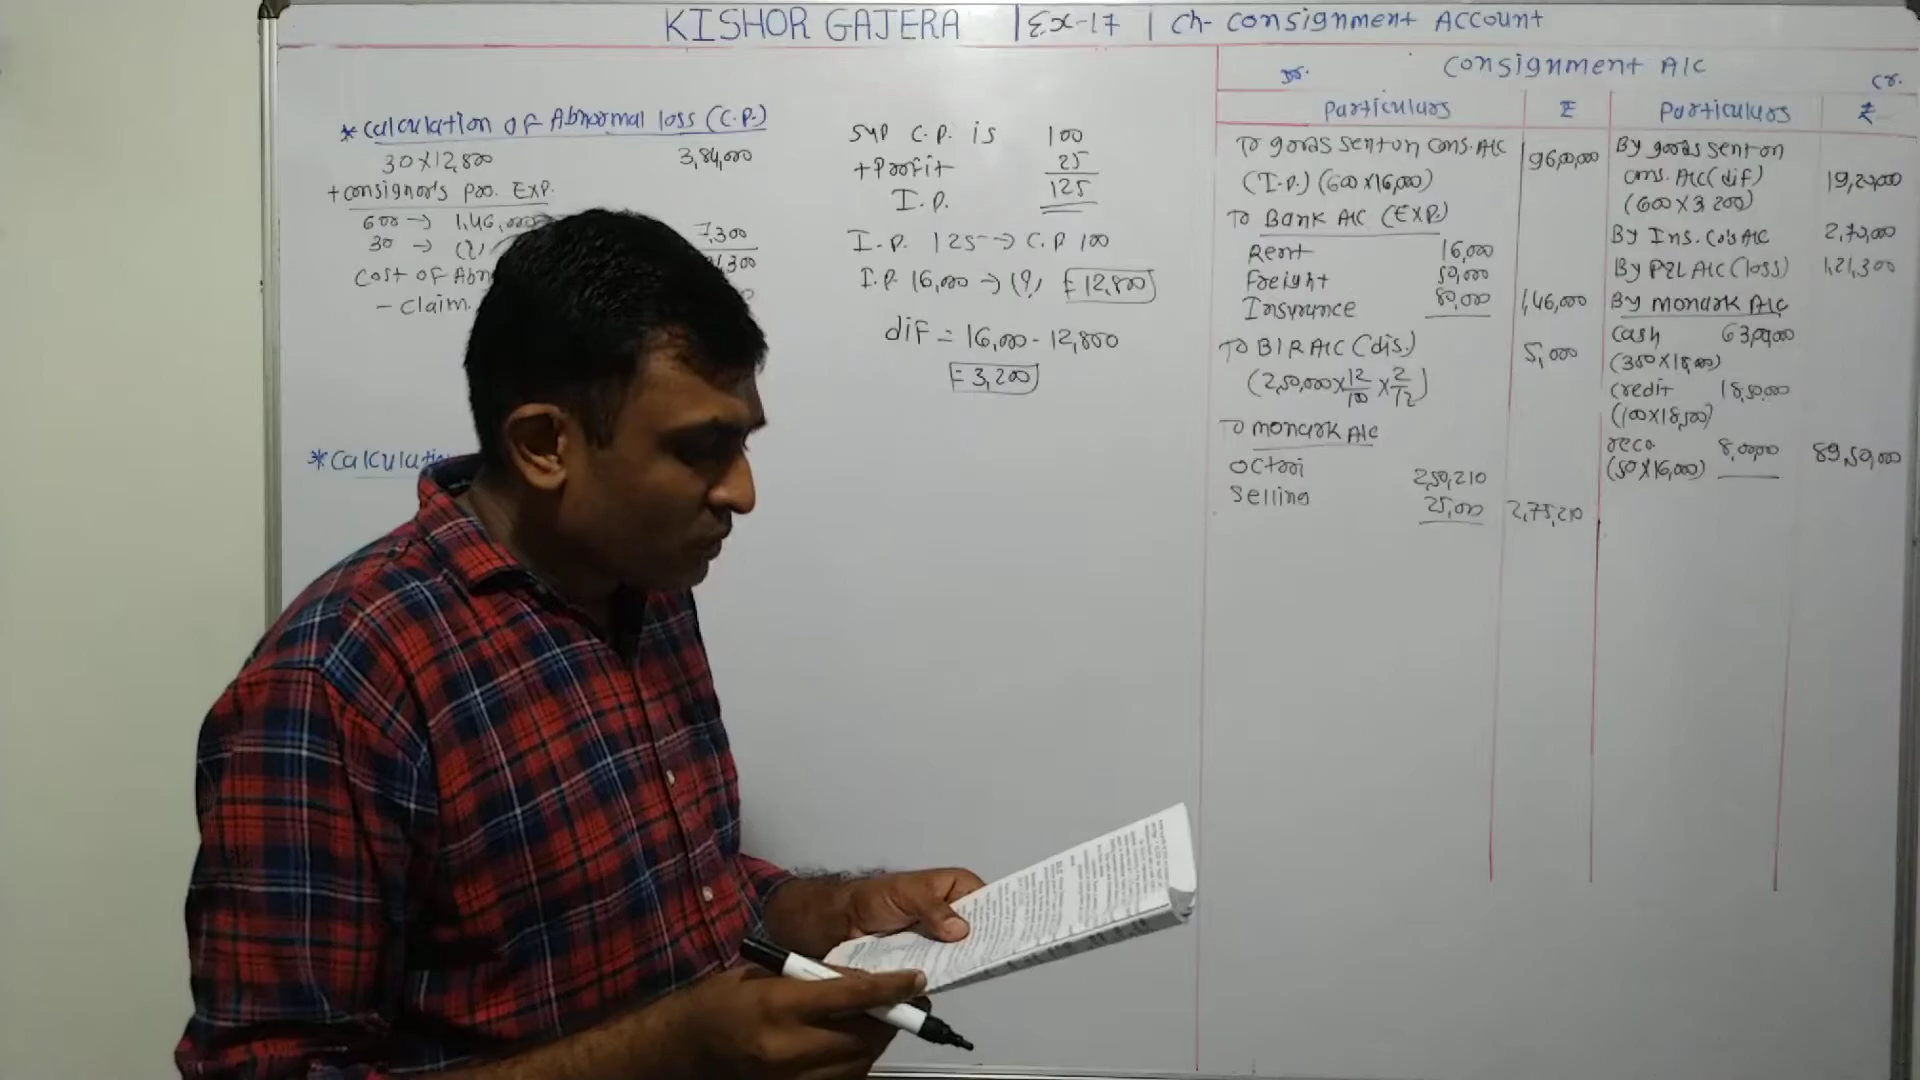 KISHOR GAJERA | Ex-17 | Ch- Consignment Account
* Calculation of Abnormal loss (C.P.)
30 X 12,800 3,84,000
+ consignor's pro. Exp.
600 -> 1,46,000
30 -> (?) 7,300
Cost of Abn 1,300
- Claim.
* Calculatio
Sup C.P. is 100
+ Profit 25
I.P. 125
I.P. 125 -> C.P 100
I.P. 16,000 -> (?) = 12,800
dif = 16,000 - 12,800
= 3,200
Consignment A/C
Dr. Cr.
Particulars ₹ Particulars ₹
To goods sent on cons. A/C 96,00,000
(I.P.) (600 X 16,000)
To Bank A/C (EXP.)
Rent 16,000
Freight 50,000
Insurance 80,000 1,46,000
To B/R A/C (dis.) 5,000
(2,50,000 X 12/100 X 2/12)
To Monark A/C
Octroi 2,50,210
Selling 25,000 2,75,210
By goods sent on
cons. A/C (dif) 19,20,000
(600 X 3,200)
By Ins. Co's A/C 2,70,000
By P&L A/C (loss) 1,21,300
By monark A/C
Cash 63,00,000
(350 X 18,000)
Credit 18,50,000
(100 X 18,500)
reco 8,00,000 89,50,000
(50 X 16,000)